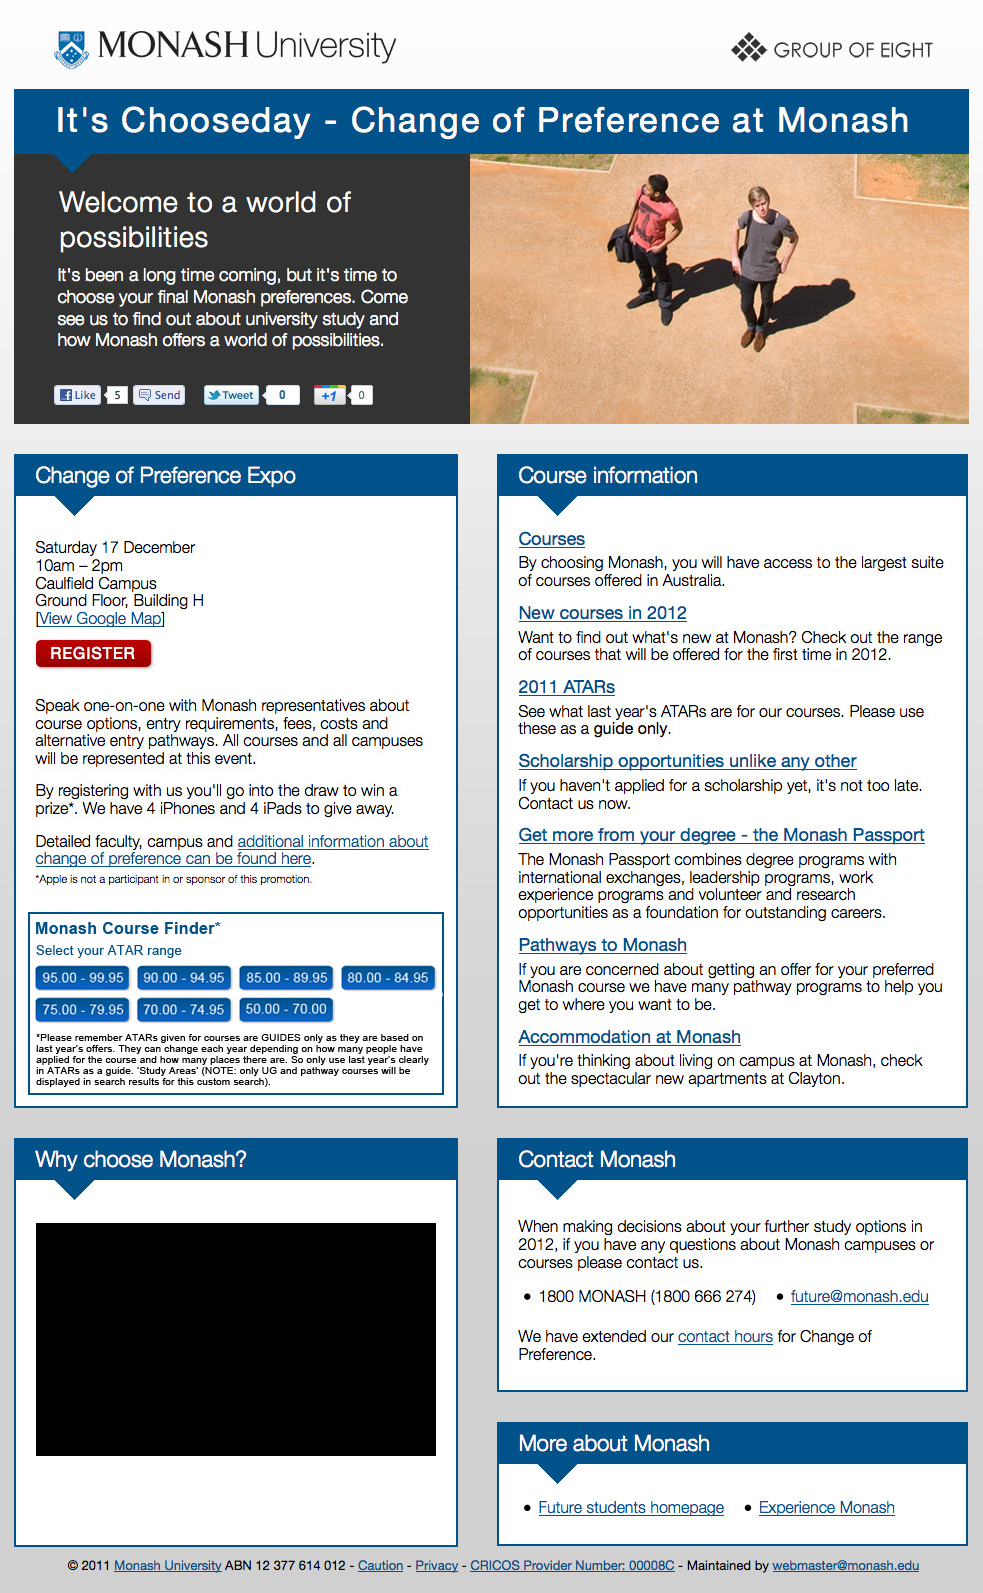 MONASH University
GROUP OF EIGHT
It's Chooseday - Change of Preference at Monash
Welcome to a world of
possibilities
It's been a long time coming, but it's time to
choose your final Monash preferences. Come
see us to find out about university study and
how Monash offers a world of possibilities.
Like 5 Send Tweet 0 +1 0
Change of Preference Expo
Saturday 17 December
10am – 2pm
Caulfield Campus
Ground Floor, Building H
[View Google Map]
REGISTER
Speak one-on-one with Monash representatives about
course options, entry requirements, fees, costs and
alternative entry pathways. All courses and all campuses
will be represented at this event.
By registering with us you'll go into the draw to win a
prize*. We have 4 iPhones and 4 iPads to give away.
Detailed faculty, campus and additional information about
change of preference can be found here.
*Apple is not a participant in or sponsor of this promotion.
Monash Course Finder*
Select your ATAR range
95.00 - 99.95 90.00 - 94.95 85.00 - 89.95 80.00 - 84.95
75.00 - 79.95 70.00 - 74.95 50.00 - 70.00
*Please remember ATARs given for courses are GUIDES only as they are based on
last year's offers. They can change each year depending on how many people have
applied for the course and how many places there are. So only use last year's clearly
in ATARs as a guide. 'Study Areas' (NOTE: only UG and pathway courses will be
displayed in search results for this custom search).
Course information
Courses
By choosing Monash, you will have access to the largest suite
of courses offered in Australia.
New courses in 2012
Want to find out what's new at Monash? Check out the range
of courses that will be offered for the first time in 2012.
2011 ATARs
See what last year's ATARs are for our courses. Please use
these as a guide only.
Scholarship opportunities unlike any other
If you haven't applied for a scholarship yet, it's not too late.
Contact us now.
Get more from your degree - the Monash Passport
The Monash Passport combines degree programs with
international exchanges, leadership programs, work
experience programs and volunteer and research
opportunities as a foundation for outstanding careers.
Pathways to Monash
If you are concerned about getting an offer for your preferred
Monash course we have many pathway programs to help you
get to where you want to be.
Accommodation at Monash
If you're thinking about living on campus at Monash, check
out the spectacular new apartments at Clayton.
Why choose Monash?
Contact Monash
When making decisions about your further study options in
2012, if you have any questions about Monash campuses or
courses please contact us.
• 1800 MONASH (1800 666 274) • future@monash.edu
We have extended our contact hours for Change of
Preference.
More about Monash
• Future students homepage • Experience Monash
© 2011 Monash University ABN 12 377 614 012 - Caution - Privacy - CRICOS Provider Number: 00008C - Maintained by webmaster@monash.edu